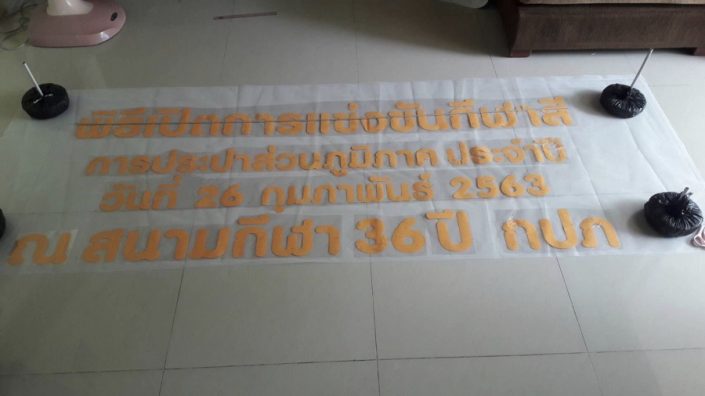 พิธีเปิดการแข่งขันกีฬาสี
การประปาส่วนภูมิภาค ประจำปี
วันที่ 26 กุมภาพันธ์ 2563
ณ สนามกีฬา 36 ปี กปภ